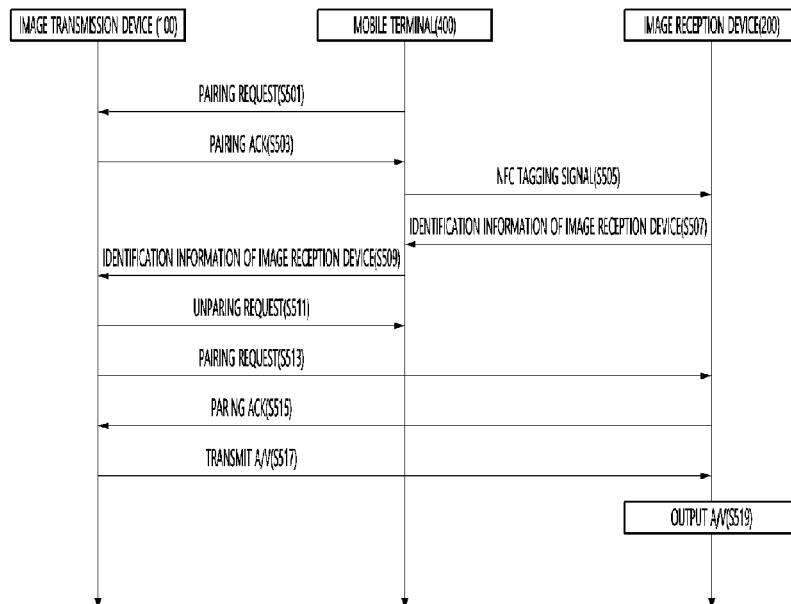 IMAGE TRANSMISSION DEVICE (100)
MOBILE TERMINAL(400)
IMAGE RECEPTION DEVICE(200)
PAIRING REQUEST(S501)
PAIRING ACK(S503)
NFC TAGGING SIGNAL(S505)
IDENTIFICATION INFORMATION OF IMAGE RECEPTION DEVICE(S507)
IDENTIFICATION INFORMATION OF IMAGE RECEPTION DEVICE(S509)
UNPARING REQUEST(S511)
PAIRING REQUEST(S513)
PARING ACK(S515)
TRANSMIT A/V(S517)
OUTPUT A/V(S519)